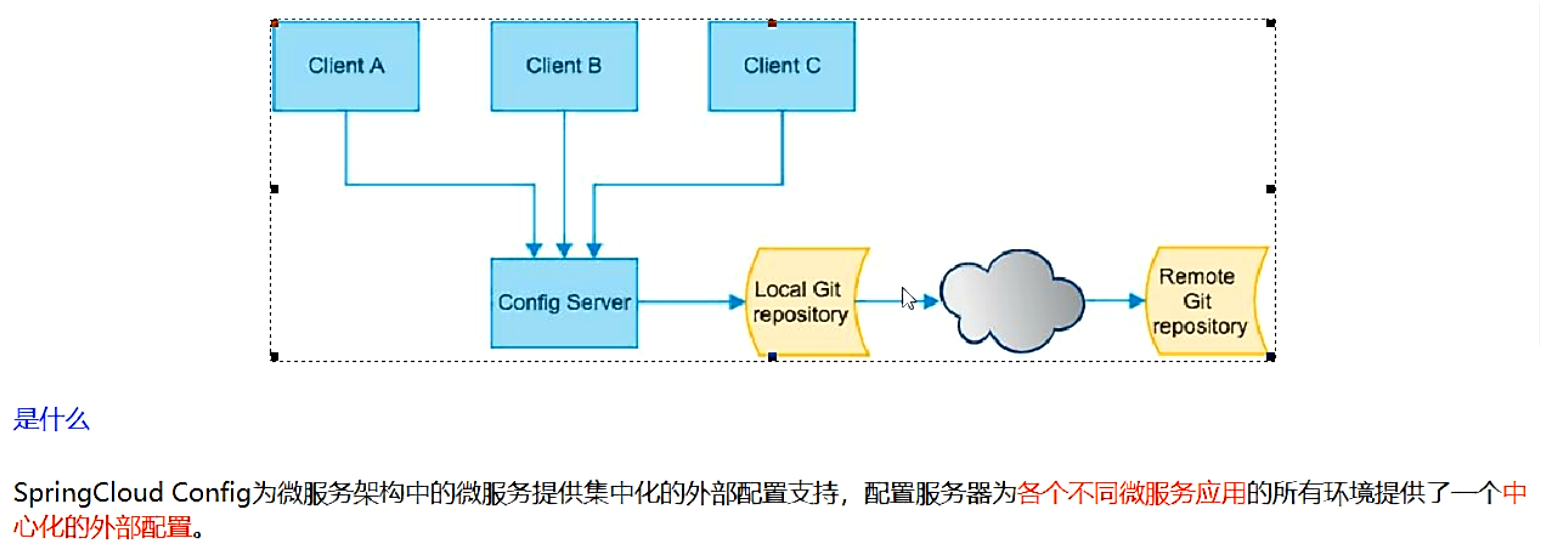 Client A
Client B
Client C
Config Server
Local Git
repository
Remote
Git
repository
是什么
SpringCloud Config为微服务架构中的微服务提供集中化的外部配置支持，配置服务器为各个不同微服务应用的所有环境提供了一个中
心化的外部配置。